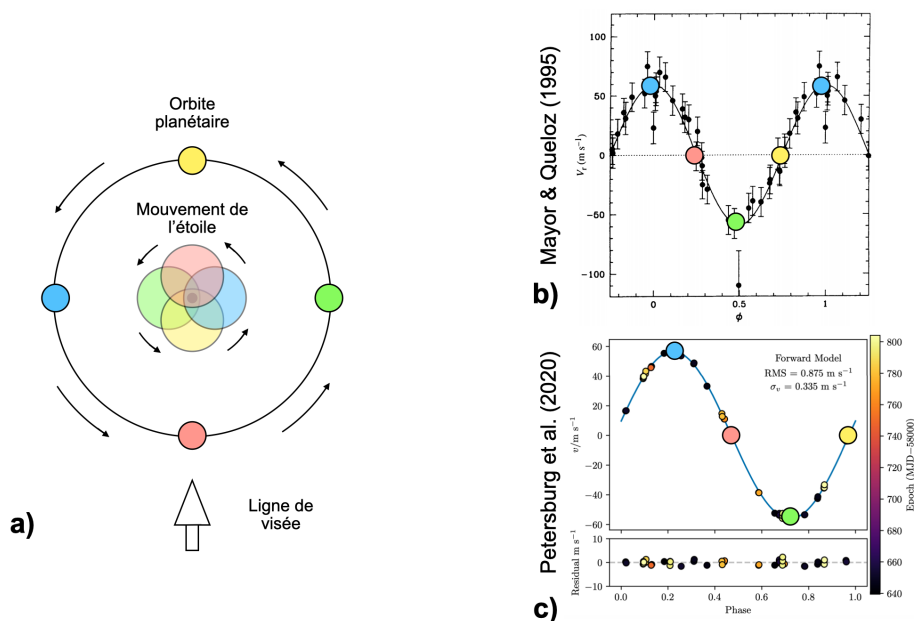 Orbite
planétaire
Mouvement de
l'étoile
Ligne de
visée
a)
Mayor & Queloz (1995)
100
50
0
−50
−100
Vr (m s⁻¹)
0
0.5
1
ϕ
b)
Petersburg et al. (2020)
Forward Model
RMS = 0.875 m s⁻¹
σv = 0.335 m s⁻¹
60
40
20
0
−20
−40
−60
v/m s⁻¹
10
0
−10
Residual m s⁻¹
0.0
0.2
0.4
0.6
0.8
1.0
Phase
800
780
760
740
720
700
680
660
640
Epoch (MJD−58000)
c)